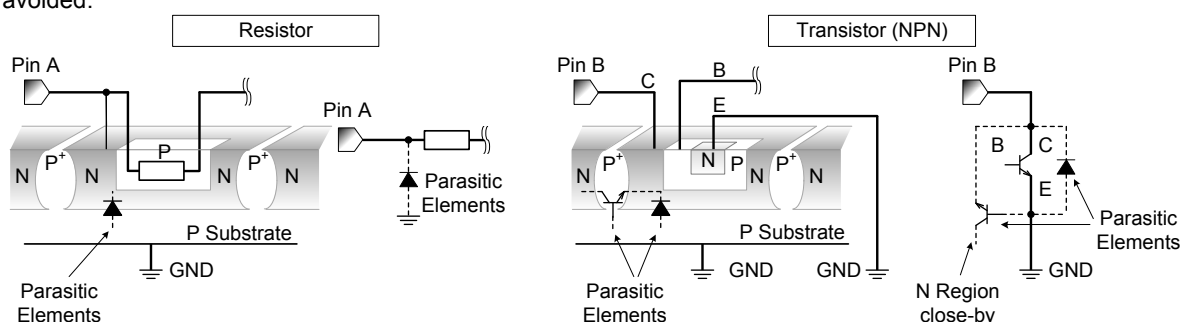 avoided.
Resistor
Transistor (NPN)
Pin A
Pin A
P
N
P+
N
P+
N
N
Parasitic
Elements
P Substrate
GND
Parasitic
Elements
Pin B
C
B
E
N
P+
N
P
N
P+
N
P Substrate
GND
GND
Parasitic
Elements
Pin B
B
C
E
Parasitic
Elements
GND
N Region
close-by